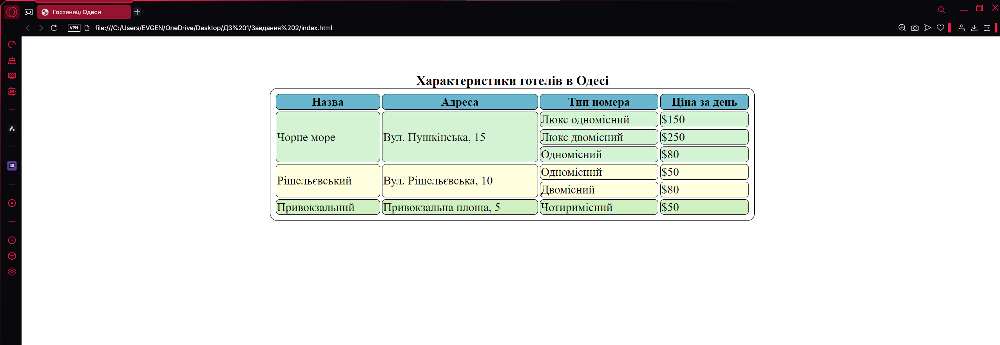 Гостиниці Одеси
VPN
file:///C:/Users/EVGEN/OneDrive/Desktop/ДЗ%201/Завдання%202/index.html
M
Характеристики готелів в Одесі
Назва Адреса Тип номера Ціна за день
Чорне море Вул. Пушкінська, 15 Люкс одномісний $150
Люкс двомісний $250
Одномісний $80
Рішельєвський Вул. Рішельєвська, 10 Одномісний $50
Двомісний $80
Привокзальний Привокзальна площа, 5 Чотиримісний $50